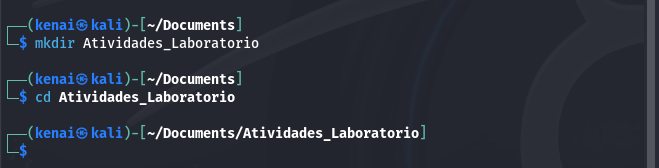 ┌──(kenai㉿kali)-[~/Documents]
└─$ mkdir Atividades_Laboratorio
┌──(kenai㉿kali)-[~/Documents]
└─$ cd Atividades_Laboratorio
┌──(kenai㉿kali)-[~/Documents/Atividades_Laboratorio]
└─$